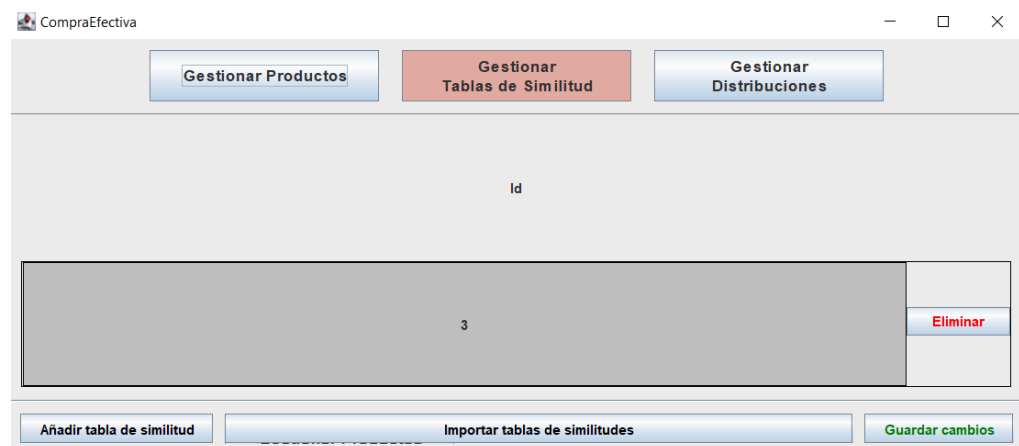 CompraEfectiva
Gestionar Productos
Gestionar
Tablas de Similitud
Gestionar
Distribuciones
Id
3
Eliminar
Añadir tabla de similitud
Importar tablas de similitudes
Guardar cambios